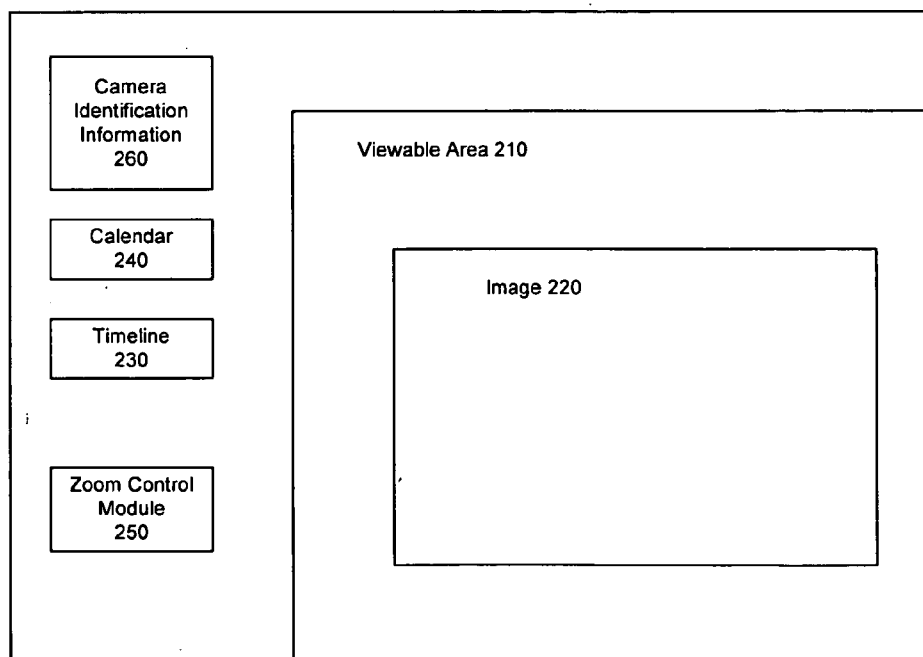 Camera
Identification
Information
260
Calendar
240
Timeline
230
Zoom Control
Module
250
Viewable Area 210
Image 220